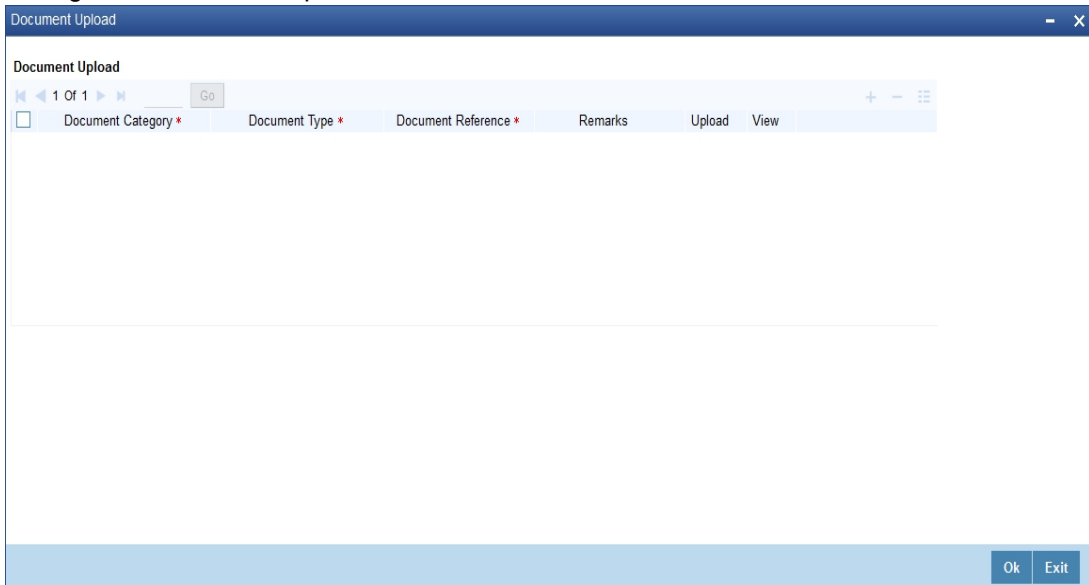 Document Upload
Document Upload
1 Of 1 Go
Document Category * Document Type * Document Reference * Remarks Upload View
Ok Exit